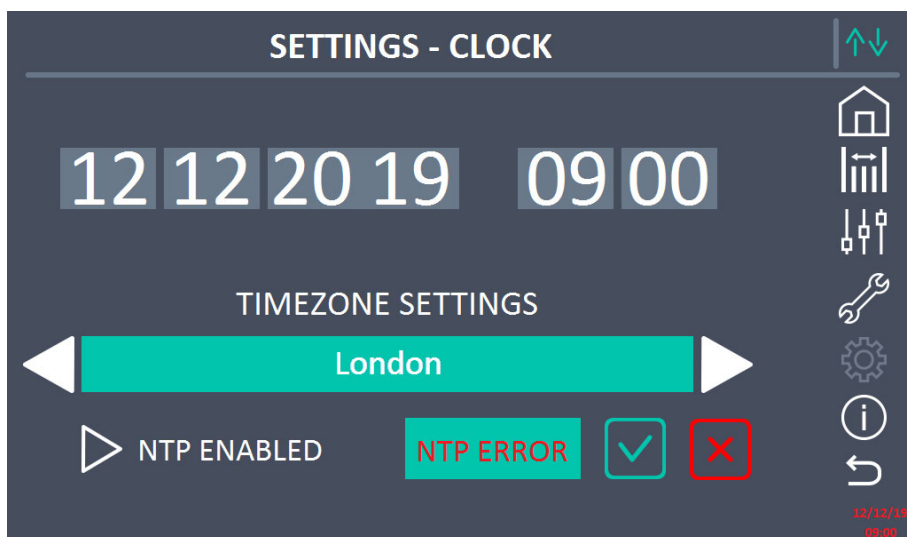 SETTINGS - CLOCK
12 12 20 19 09 00
TIMEZONE SETTINGS
London
NTP ENABLED NTP ERROR
12/12/19
09:00